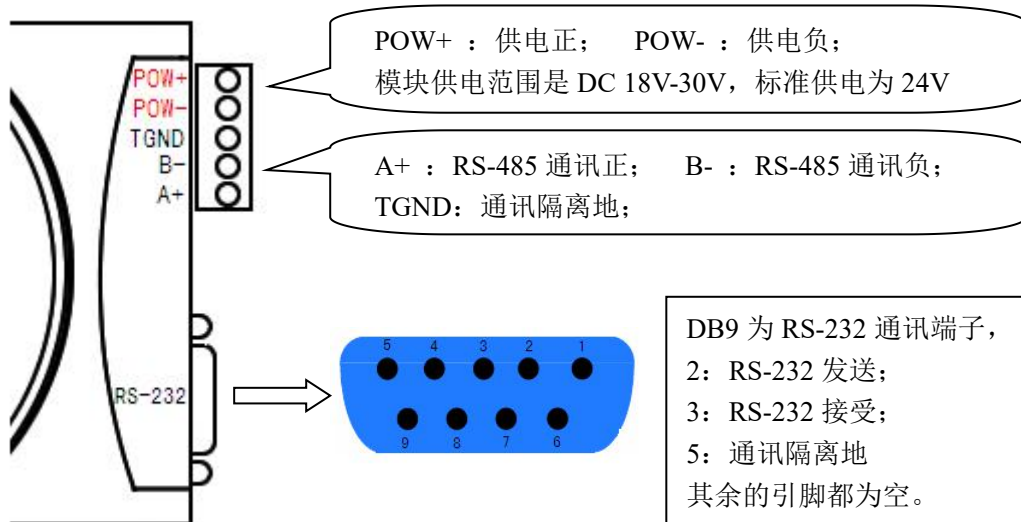 POW+ : 供电正; POW- : 供电负;
模块供电范围是 DC 18V-30V，标准供电为 24V
POW+
POW-
TGND
B-
A+
A+ : RS-485 通讯正; B- : RS-485 通讯负;
TGND: 通讯隔离地;
RS-232
5 4 3 2 1
9 8 7 6
DB9 为 RS-232 通讯端子，
2: RS-232 发送;
3: RS-232 接受;
5: 通讯隔离地
其余的引脚都为空。